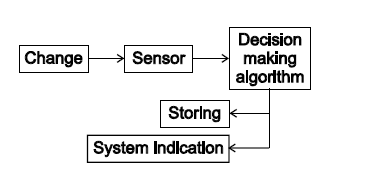 Change
Sensor
Decision
making
algorithm
Storing
System Indication